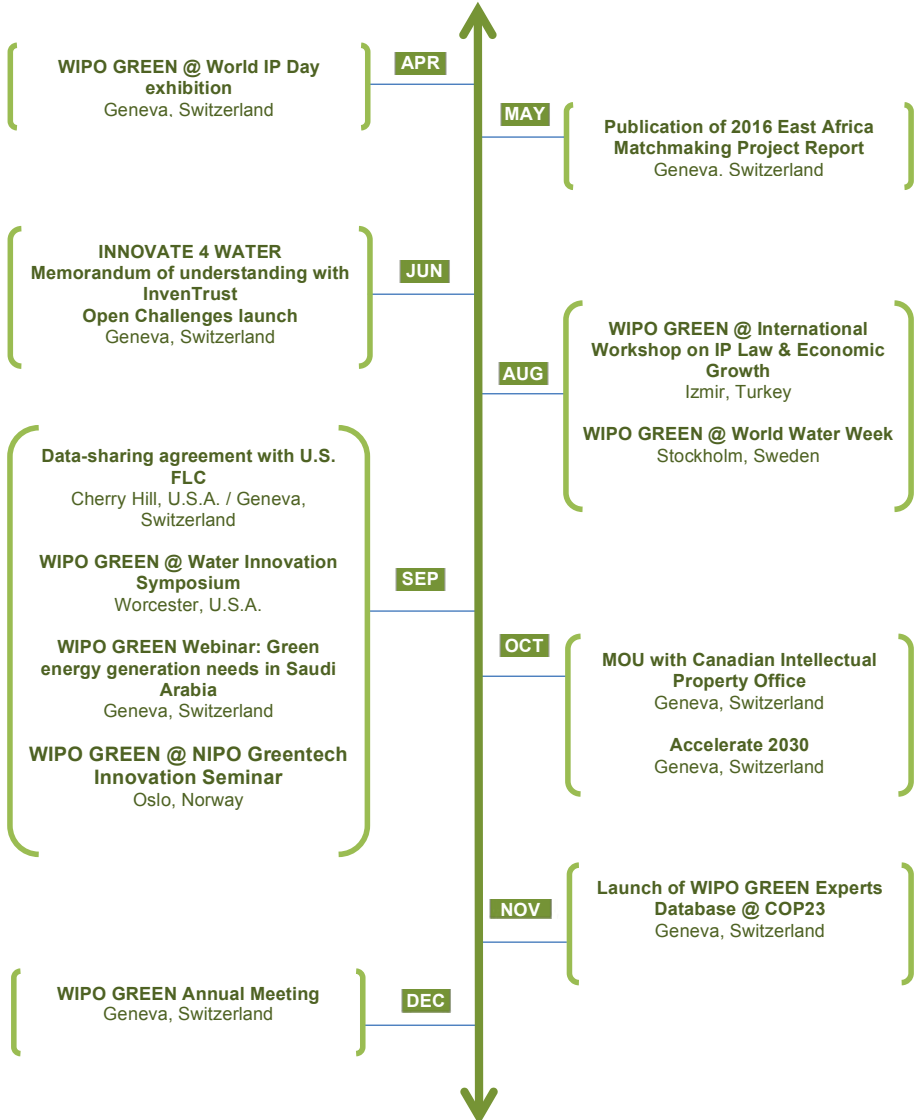 APR
WIPO GREEN @ World IP Day
exhibition
Geneva, Switzerland
MAY
Publication of 2016 East Africa
Matchmaking Project Report
Geneva. Switzerland
JUN
INNOVATE 4 WATER
Memorandum of understanding with
InvenTrust
Open Challenges launch
Geneva, Switzerland
AUG
WIPO GREEN @ International
Workshop on IP Law & Economic
Growth
Izmir, Turkey
WIPO GREEN @ World Water Week
Stockholm, Sweden
SEP
Data-sharing agreement with U.S.
FLC
Cherry Hill, U.S.A. / Geneva,
Switzerland
WIPO GREEN @ Water Innovation
Symposium
Worcester, U.S.A.
WIPO GREEN Webinar: Green
energy generation needs in Saudi
Arabia
Geneva, Switzerland
WIPO GREEN @ NIPO Greentech
Innovation Seminar
Oslo, Norway
OCT
MOU with Canadian Intellectual
Property Office
Geneva, Switzerland
Accelerate 2030
Geneva, Switzerland
NOV
Launch of WIPO GREEN Experts
Database @ COP23
Geneva, Switzerland
DEC
WIPO GREEN Annual Meeting
Geneva, Switzerland